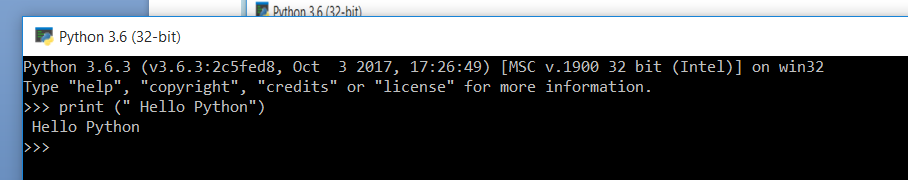 Python 3.6 (32-bit)
Python 3.6 (32-bit)
Python 3.6.3 (v3.6.3:2c5fed8, Oct  3 2017, 17:26:49) [MSC v.1900 32 bit (Intel)] on win32
Type "help", "copyright", "credits" or "license" for more information.
>>> print (" Hello Python")
 Hello Python
>>>